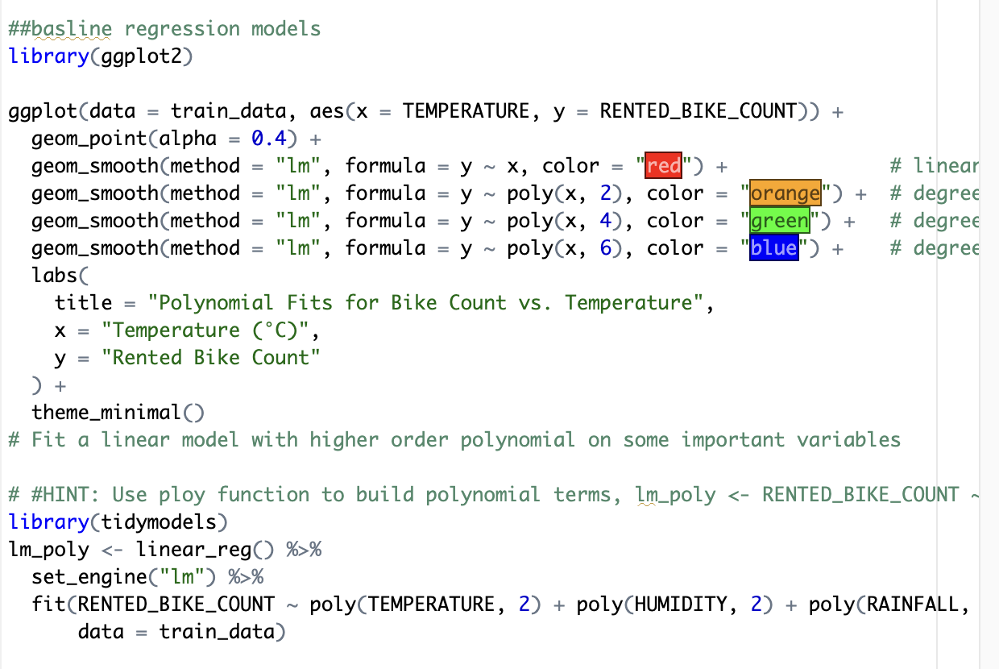 ##basline regression models
library(ggplot2)
ggplot(data = train_data, aes(x = TEMPERATURE, y = RENTED_BIKE_COUNT)) +
  geom_point(alpha = 0.4) +
  geom_smooth(method = "lm", formula = y ~ x, color = "red") +              # linear
  geom_smooth(method = "lm", formula = y ~ poly(x, 2), color = "orange") +  # degree
  geom_smooth(method = "lm", formula = y ~ poly(x, 4), color = "green") +   # degree
  geom_smooth(method = "lm", formula = y ~ poly(x, 6), color = "blue") +    # degree
  labs(
    title = "Polynomial Fits for Bike Count vs. Temperature",
    x = "Temperature (°C)",
    y = "Rented Bike Count"
  ) +
  theme_minimal()
# Fit a linear model with higher order polynomial on some important variables
# #HINT: Use ploy function to build polynomial terms, lm_poly <- RENTED_BIKE_COUNT ~
library(tidymodels)
lm_poly <- linear_reg() %>%
  set_engine("lm") %>%
  fit(RENTED_BIKE_COUNT ~ poly(TEMPERATURE, 2) + poly(HUMIDITY, 2) + poly(RAINFALL,
      data = train_data)